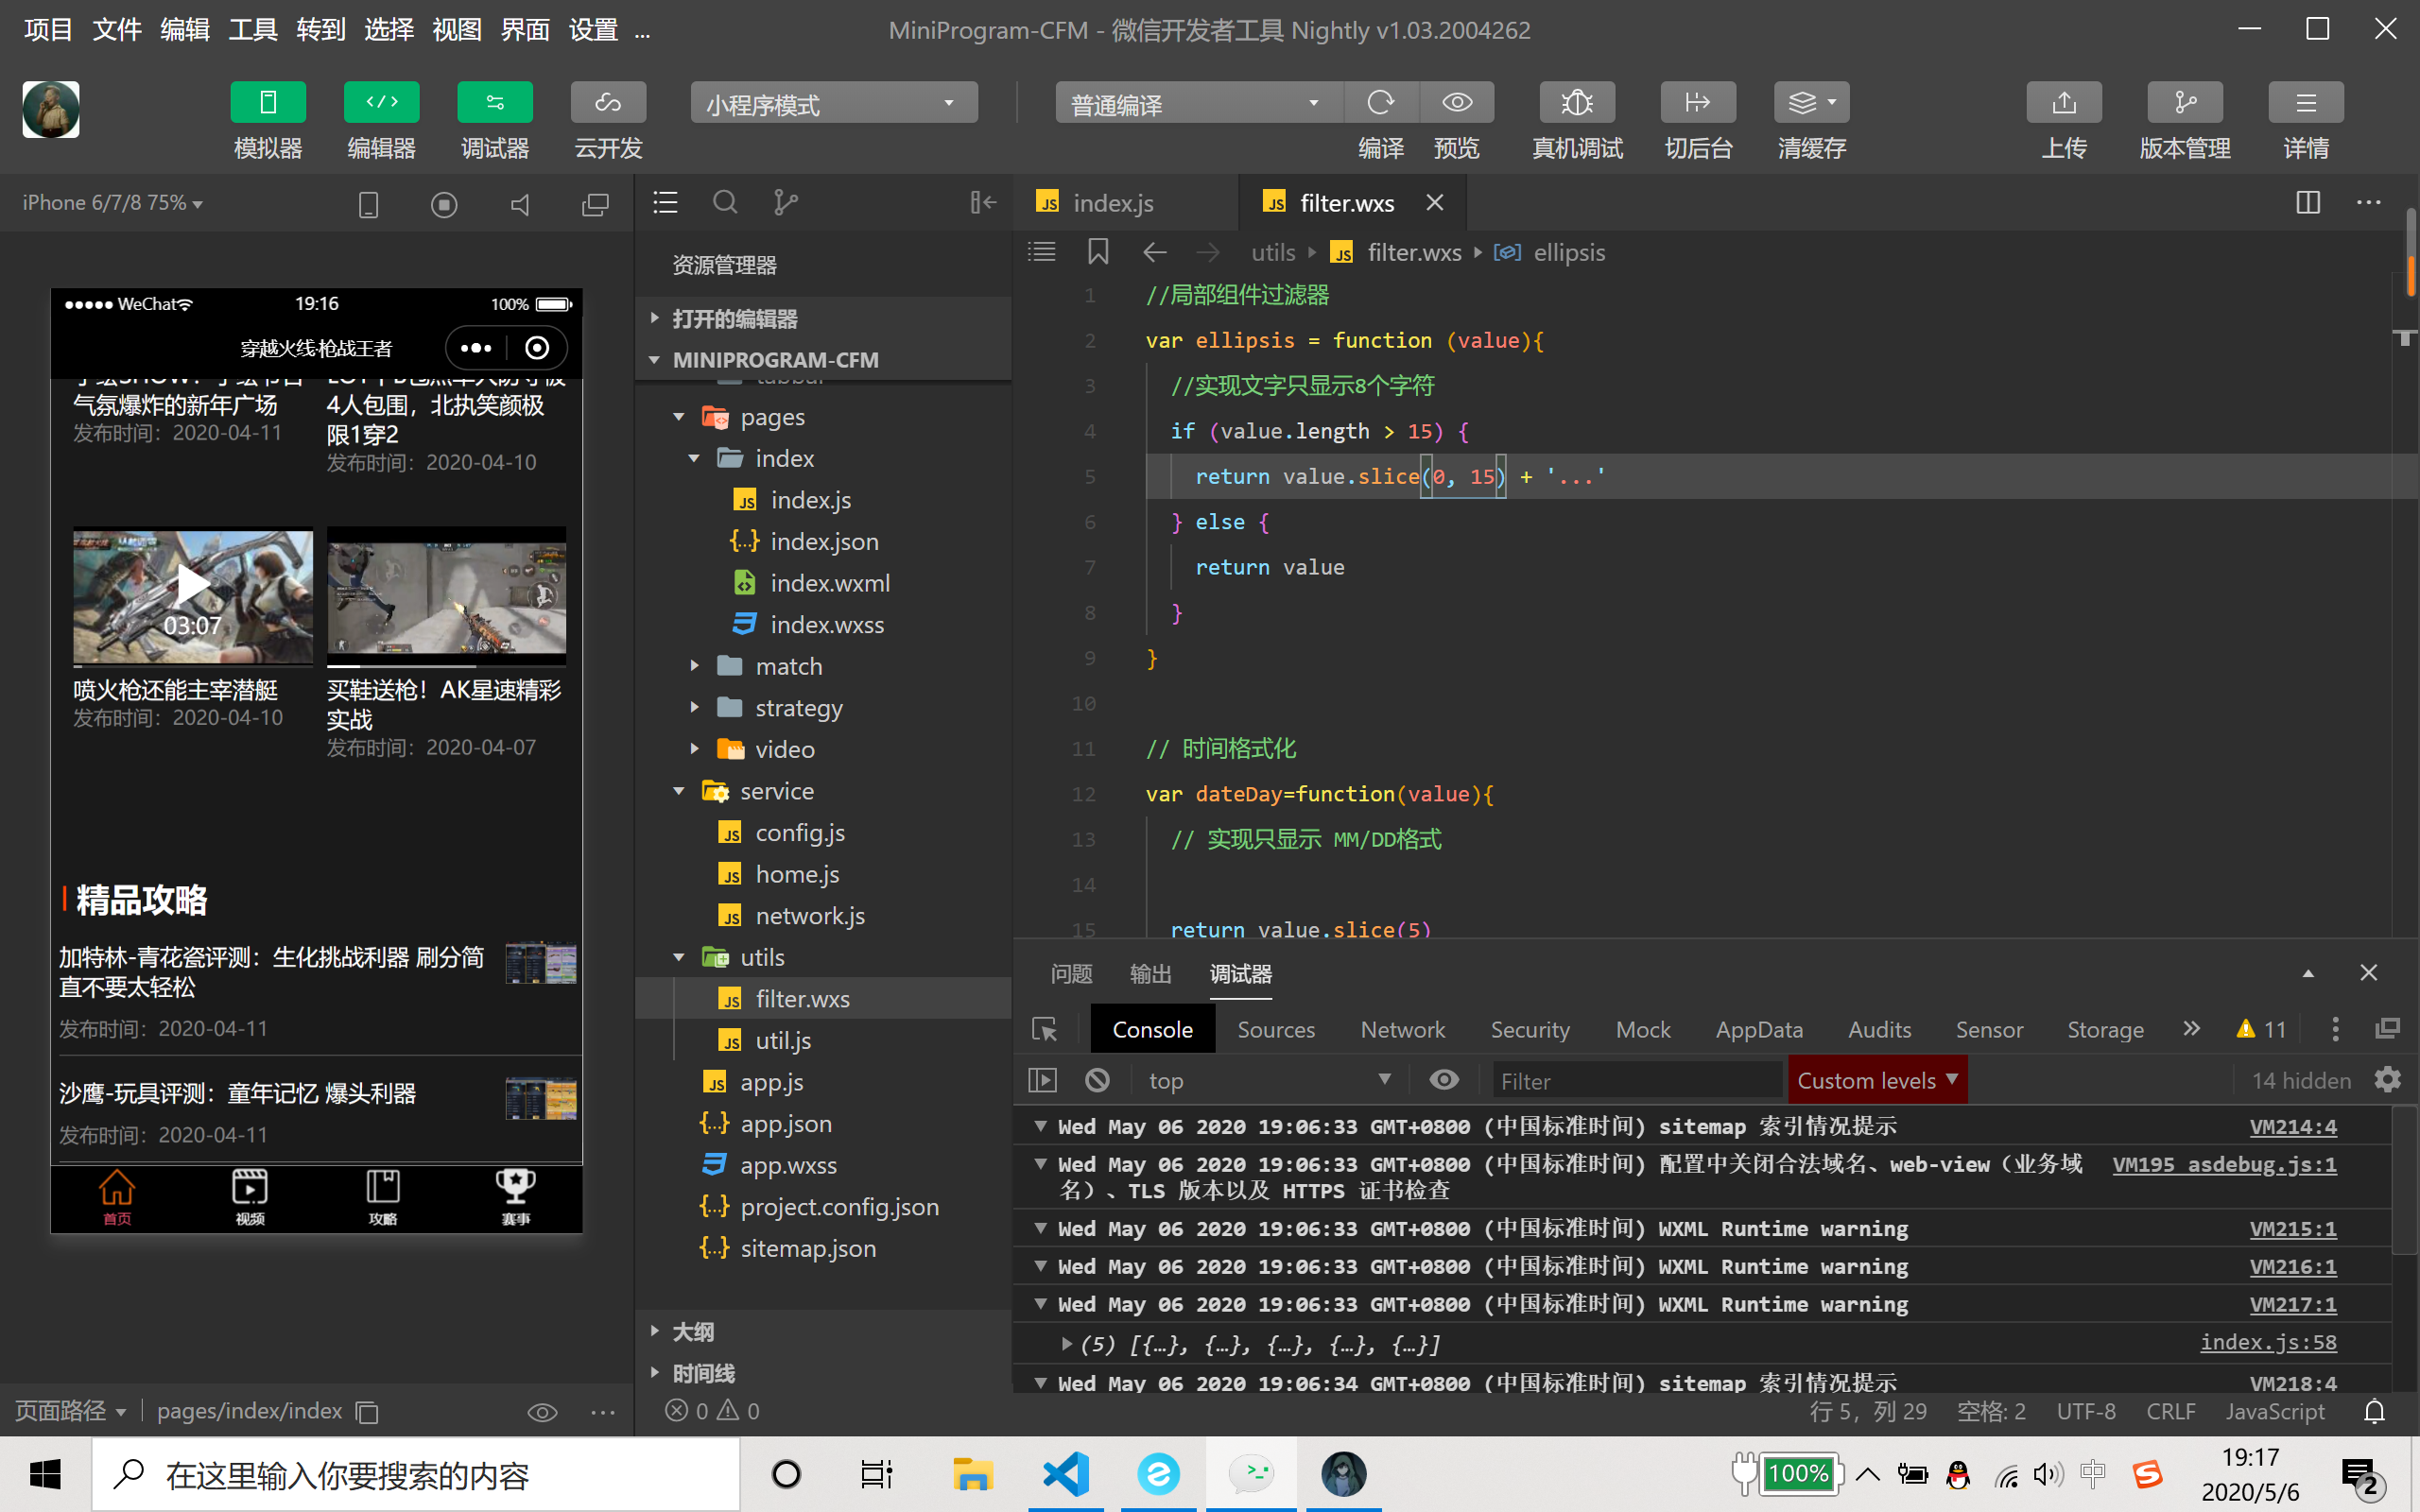 项目 文件 编辑 工具 转到 选择 视图 界面 设置 ...
MiniProgram-CFM - 微信开发者工具 Nightly v1.03.2004262
模拟器 编辑器 调试器 云开发
小程序模式
普通编译
编译 预览 真机调试 切后台 清缓存 上传 版本管理 详情
iPhone 6/7/8 75%
WeChat 19:16 100%
穿越火线·枪战王者
气氛爆炸的新年广场
发布时间：2020-04-11
4人包围，北执笑颜极
限1穿2
发布时间：2020-04-10
03:07
喷火枪还能主宰潜艇
发布时间：2020-04-10
买鞋送枪！AK星速精彩
实战
发布时间：2020-04-07
精品攻略
加特林-青花瓷评测：生化挑战利器 刷分简
直不要太轻松
发布时间：2020-04-11
沙鹰-玩具评测：童年记忆 爆头利器
发布时间：2020-04-11
首页 视频 攻略 赛事
页面路径 pages/index/index
资源管理器
打开的编辑器
MINIPROGRAM-CFM
pages
index
index.js
index.json
index.wxml
index.wxss
match
strategy
video
service
config.js
home.js
network.js
utils
filter.wxs
util.js
app.js
app.json
app.wxss
project.config.json
sitemap.json
大纲
时间线
0 0
index.js filter.wxs
utils filter.wxs ellipsis
1 //局部组件过滤器
2 var ellipsis = function (value){
3 //实现文字只显示8个字符
4 if (value.length > 15) {
5 return value.slice(0, 15) + '...'
6 } else {
7 return value
8 }
9 }
10
11 // 时间格式化
12 var dateDay=function(value){
13 // 实现只显示 MM/DD格式
14
15 return value.slice(5)
问题 输出 调试器
Console Sources Network Security Mock AppData Audits Sensor Storage » 11
top Filter Custom levels 14 hidden
Wed May 06 2020 19:06:33 GMT+0800 (中国标准时间) sitemap 索引情况提示 VM214:4
Wed May 06 2020 19:06:33 GMT+0800 (中国标准时间) 配置中关闭合法域名、web-view（业务域 VM195 asdebug.js:1
名）、TLS 版本以及 HTTPS 证书检查
Wed May 06 2020 19:06:33 GMT+0800 (中国标准时间) WXML Runtime warning VM215:1
Wed May 06 2020 19:06:33 GMT+0800 (中国标准时间) WXML Runtime warning VM216:1
Wed May 06 2020 19:06:33 GMT+0800 (中国标准时间) WXML Runtime warning VM217:1
(5) [{…}, {…}, {…}, {…}, {…}] index.js:58
Wed May 06 2020 19:06:34 GMT+0800 (中国标准时间) sitemap 索引情况提示 VM218:4
行 5，列 29 空格: 2 UTF-8 CRLF JavaScript
在这里输入你要搜索的内容
100%
中
19:17
2020/5/6
2